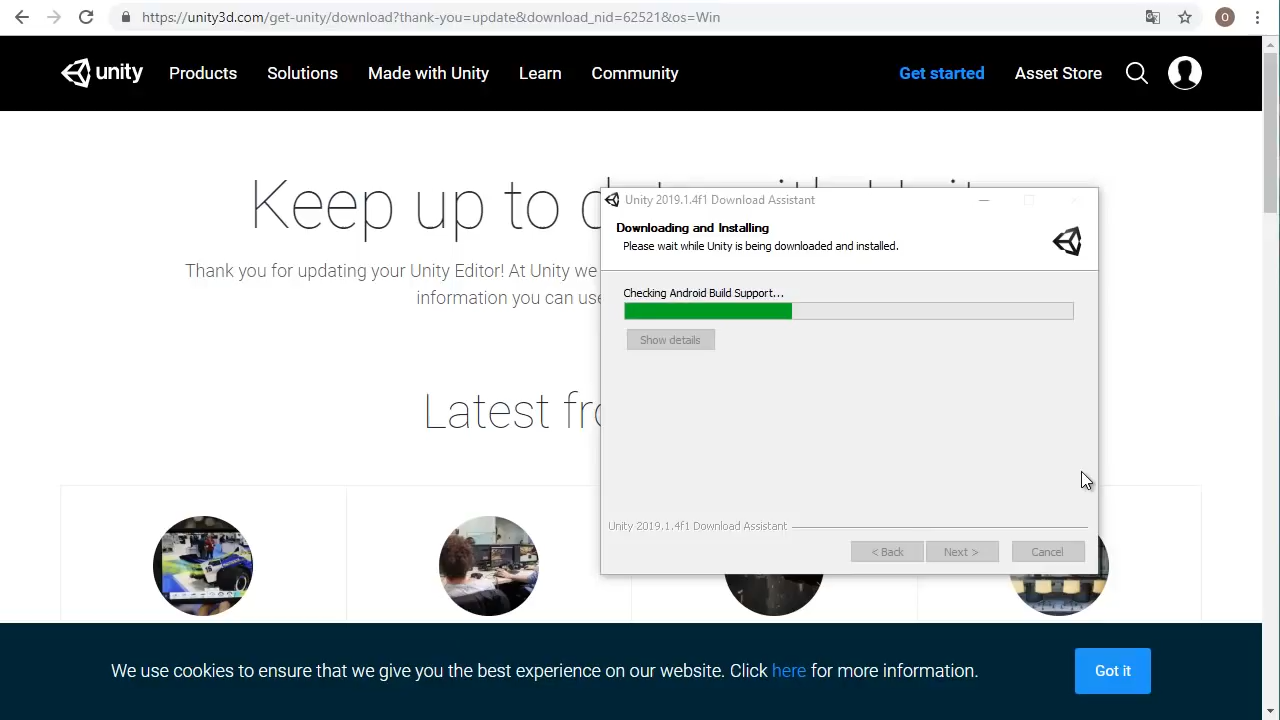 https://unity3d.com/get-unity/download?thank-you=update&download_nid=62521&os=Win
O
unity
Products
Solutions
Made with Unity
Learn
Community
Get started
Asset Store
Keep up to
Thank you for updating your Unity Editor! At Unity we
information you can use
Latest
Unity 2019.1.4f1 Download Assistant
Downloading and Installing
Please wait while Unity is being downloaded and installed.
Checking Android Build Support...
Show details
Unity 2019.1.4f1 Download Assistant
< Back
Next >
Cancel
We use cookies to ensure that we give you the best experience on our website. Click here for more information.
Got it